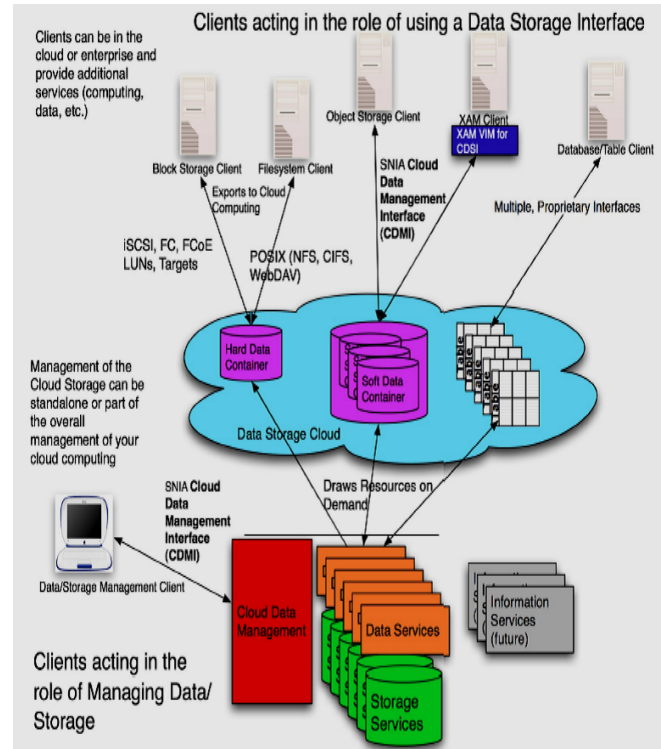 Clients acting in the role of using a Data Storage Interface
Clients can be in the
cloud or enterprise and
provide additional
services (computing,
data, etc.)
Block Storage Client
Filesystem Client
Object Storage Client
XAM Client
XAM VIM for
CDSI
Database/Table Client
Exports to Cloud
Computing
SNIA Cloud
Data
Management
Interface
(CDMI)
Multiple, Proprietary Interfaces
iSCSI, FC, FCoE
LUNs, Targets
POSIX (NFS, CIFS,
WebDAV)
Hard Data
Container
Soft Data
Container
Table
Table
Table
Table
Table
Data Storage Cloud
Management of the
Cloud Storage can be
standalone or part of
the overall
management of your
cloud computing
Draws Resources on
Demand
SNIA Cloud
Data
Management
Interface
(CDMI)
Data/Storage Management Client
Cloud Data
Management
Data Services
Storage
Services
Information
Services
(future)
Clients acting in the
role of Managing Data/
Storage